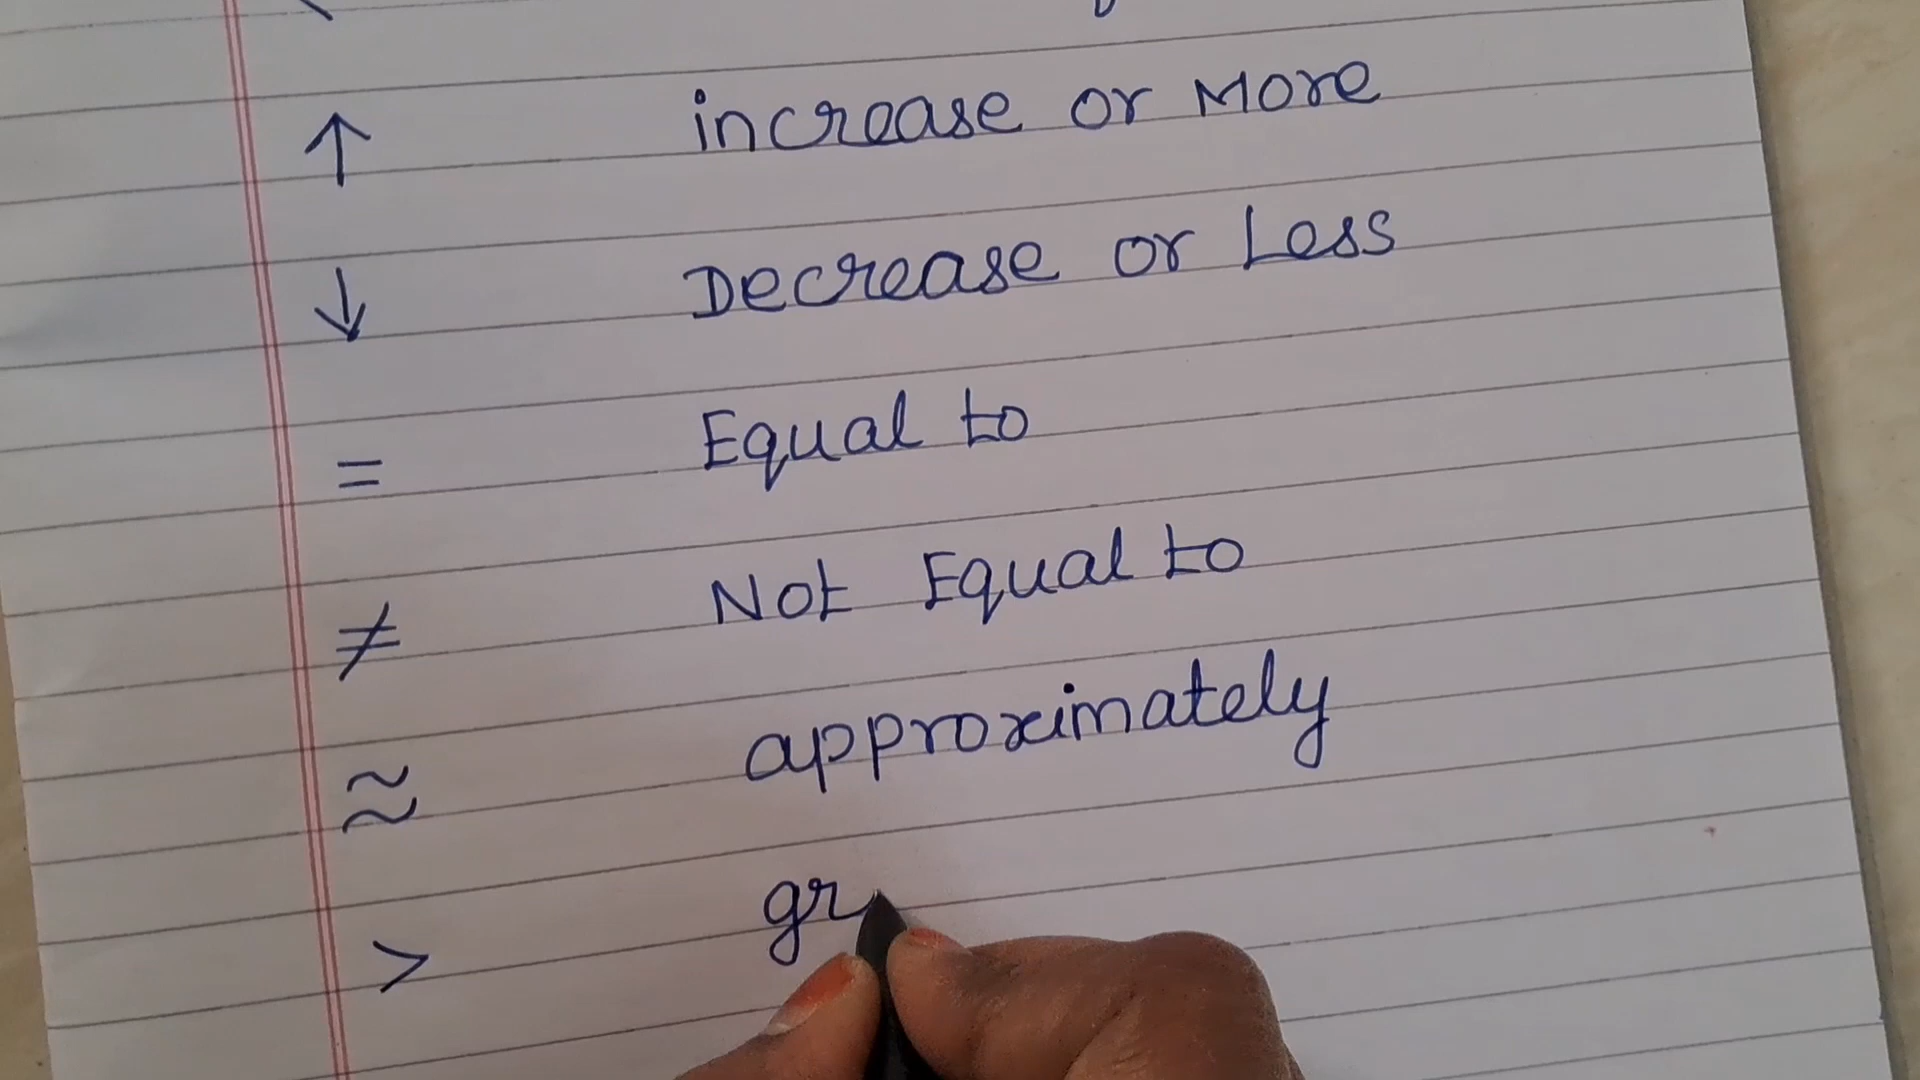 ↑ increase or More
↓ Decrease or Less
= Equal to
≠ Not Equal to
≈ approximately
> gr